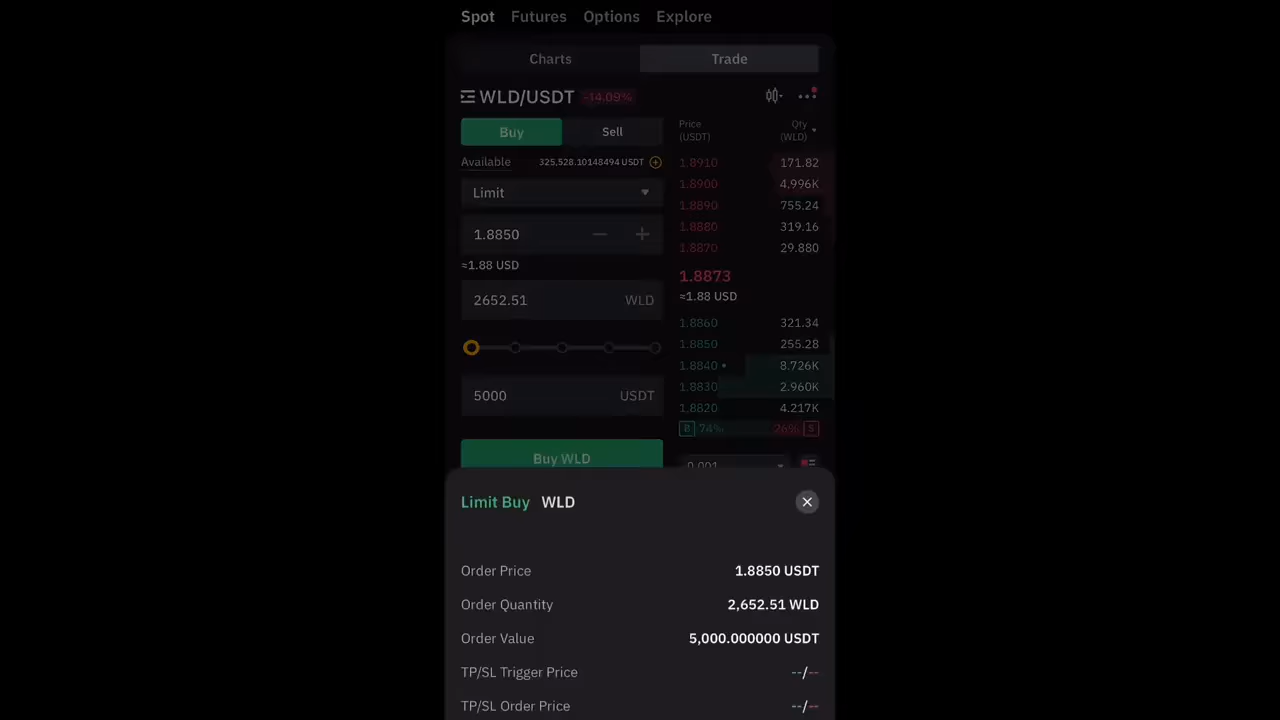 Spot Futures Options Explore
Charts Trade
WLD/USDT -14.09%
Buy Sell
Available 325,528.10148494 USDT
Limit
1.8850
≈1.88 USD
2652.51 WLD
5000 USDT
Buy WLD
Price Qty
(USDT) (WLD)
1.8910 171.82
1.8900 4.996K
1.8890 755.24
1.8880 319.16
1.8870 29.880
1.8873
≈1.88 USD
1.8860 321.34
1.8850 255.28
1.8840 8.726K
1.8830 2.960K
1.8820 4.217K
B 74% 26% S
0.001
Limit Buy WLD
Order Price 1.8850 USDT
Order Quantity 2,652.51 WLD
Order Value 5,000.000000 USDT
TP/SL Trigger Price --/--
TP/SL Order Price --/--